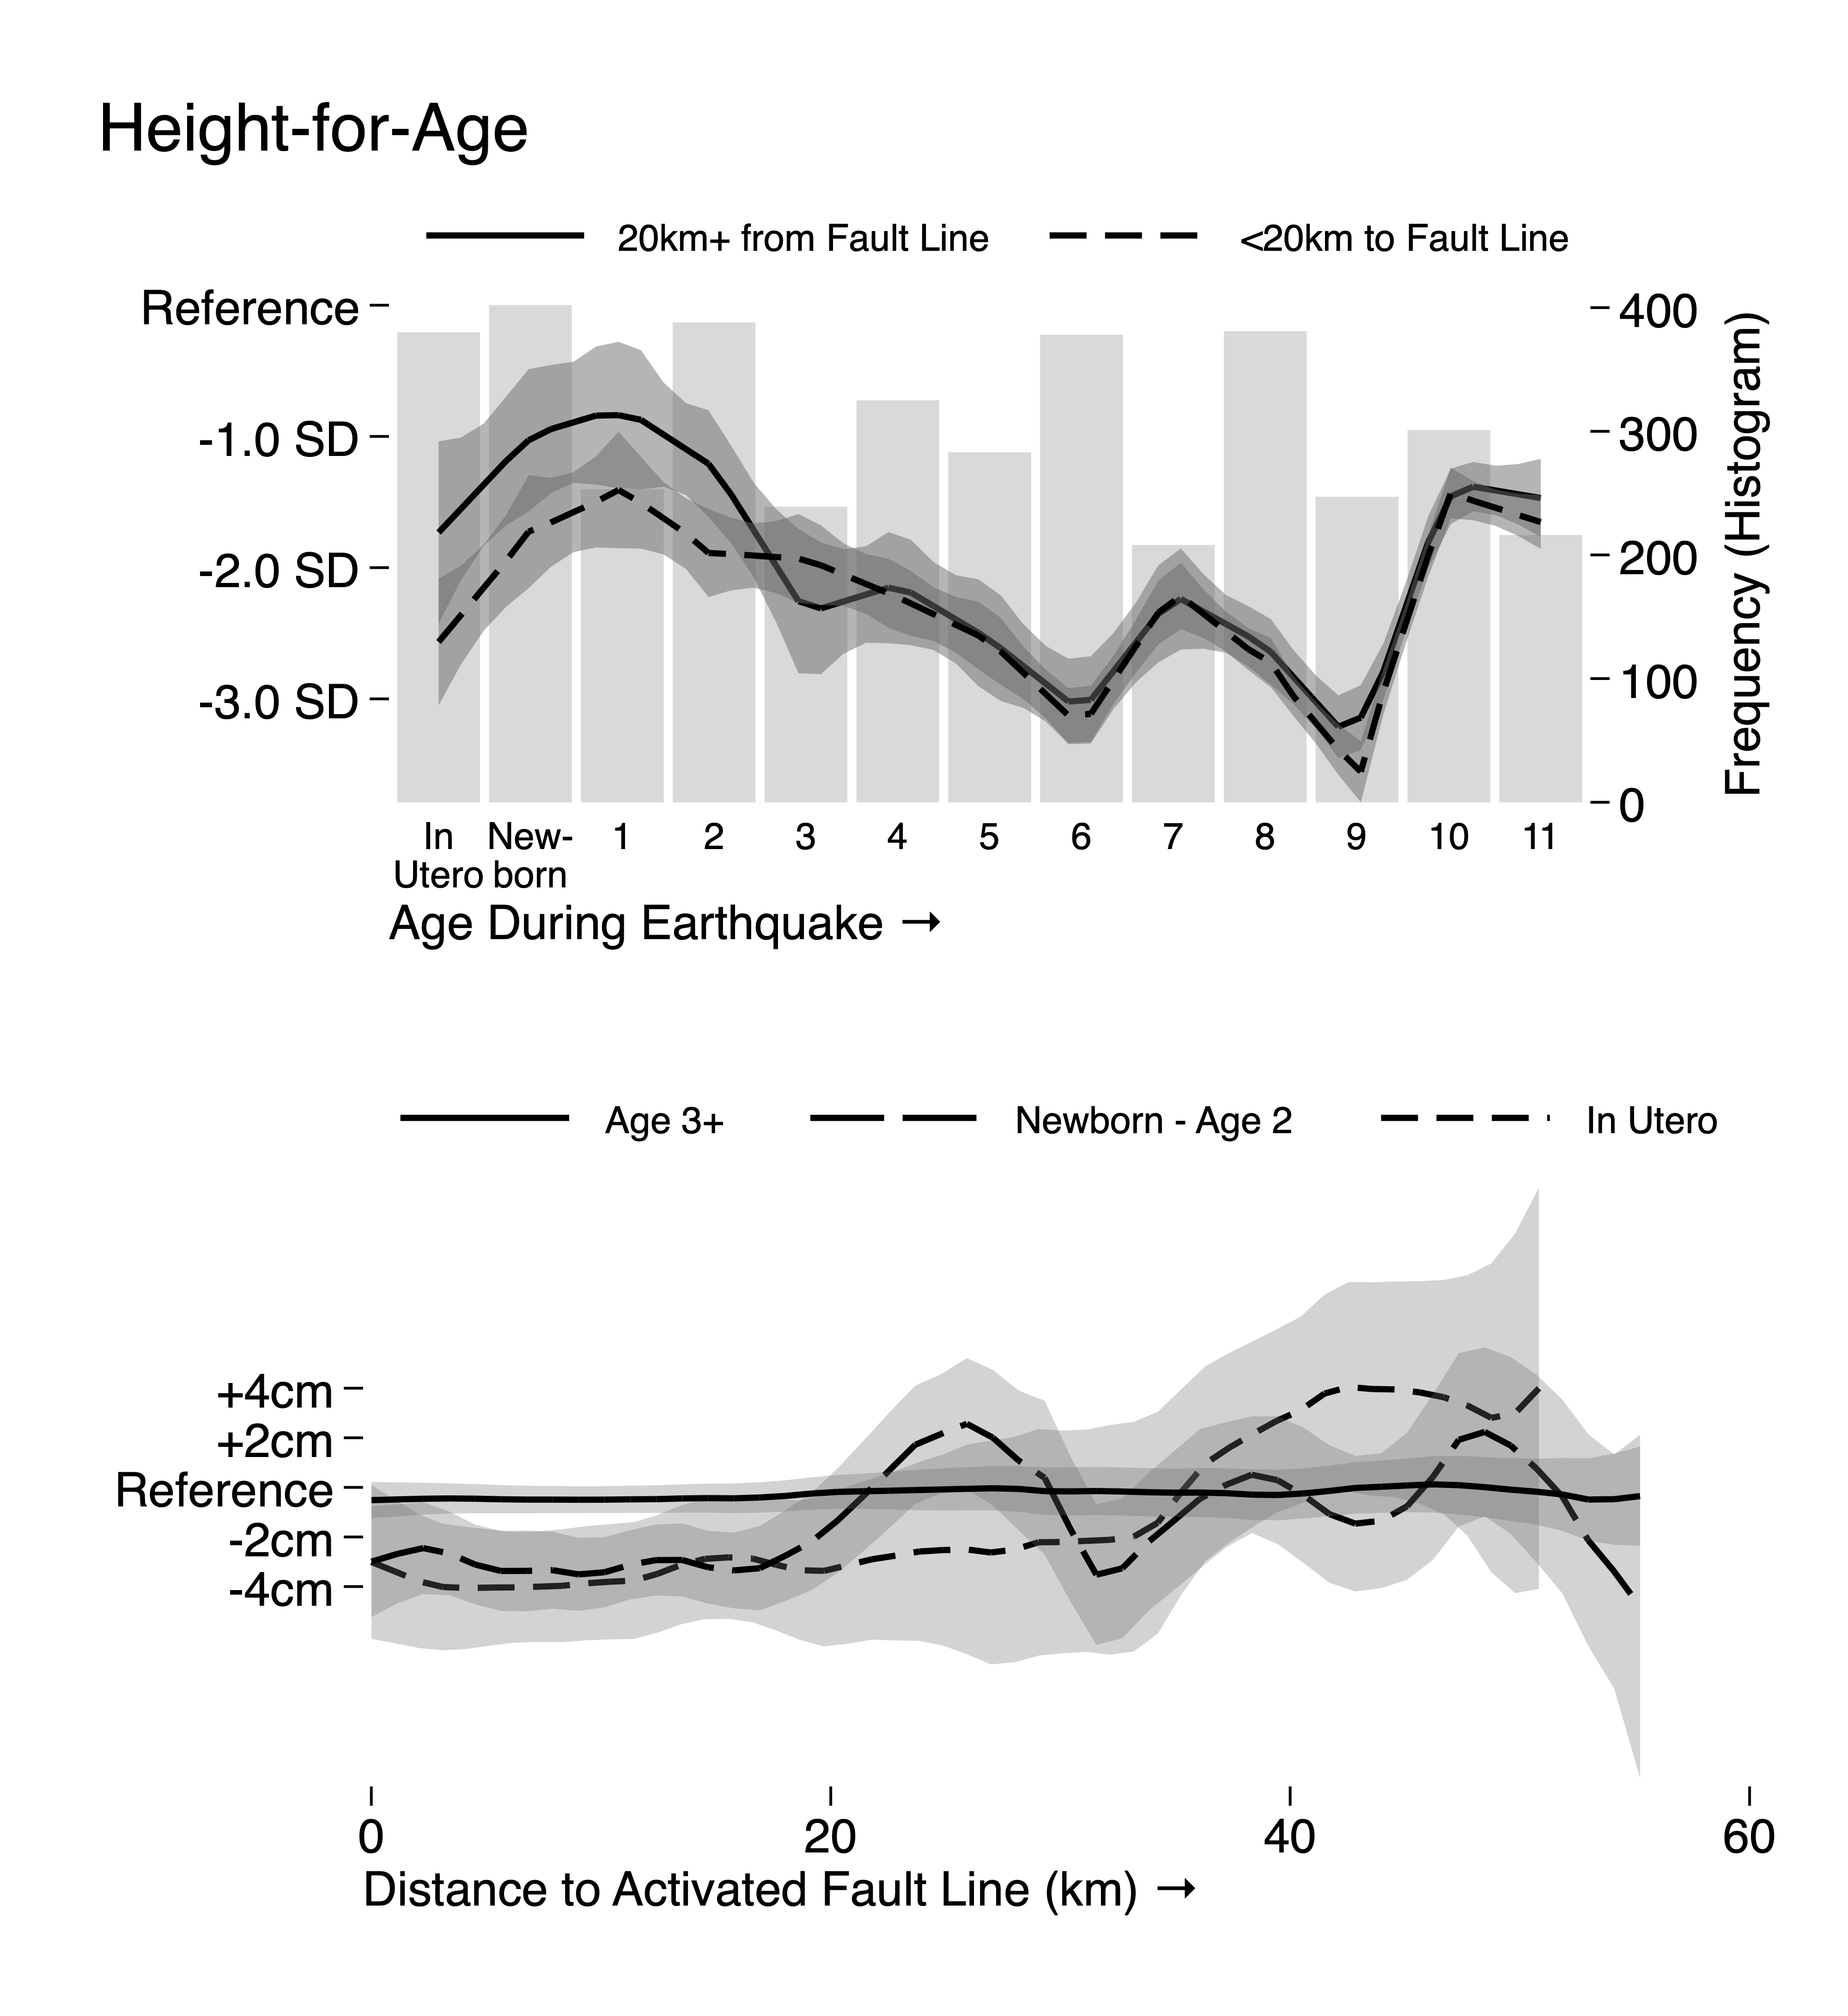 Height-for-Age
20km+ from Fault Line <20km to Fault Line
Reference
-1.0 SD
-2.0 SD
-3.0 SD
400
300
200
100
0
Frequency (Histogram)
In New- 1 2 3 4 5 6 7 8 9 10 11
Utero born
Age During Earthquake →
Age 3+ Newborn - Age 2 In Utero
+4cm
+2cm
Reference
-2cm
-4cm
0 20 40 60
Distance to Activated Fault Line (km) →